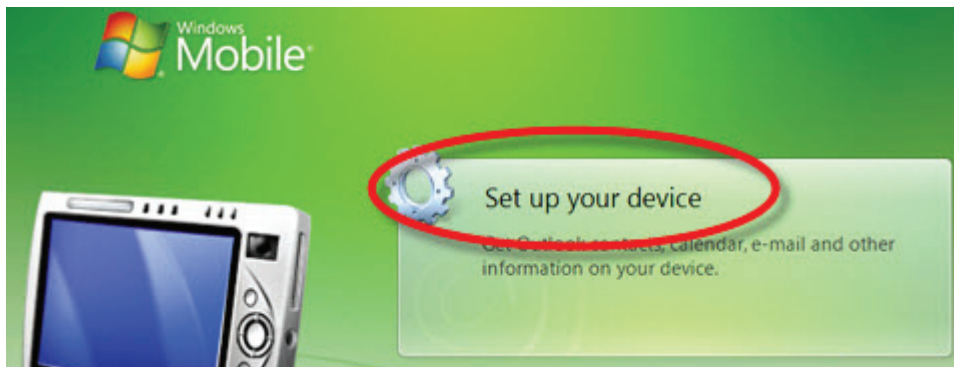 Windows
Mobile
Set up your device
Get Outlook contacts, calendar, e-mail and other
information on your device.